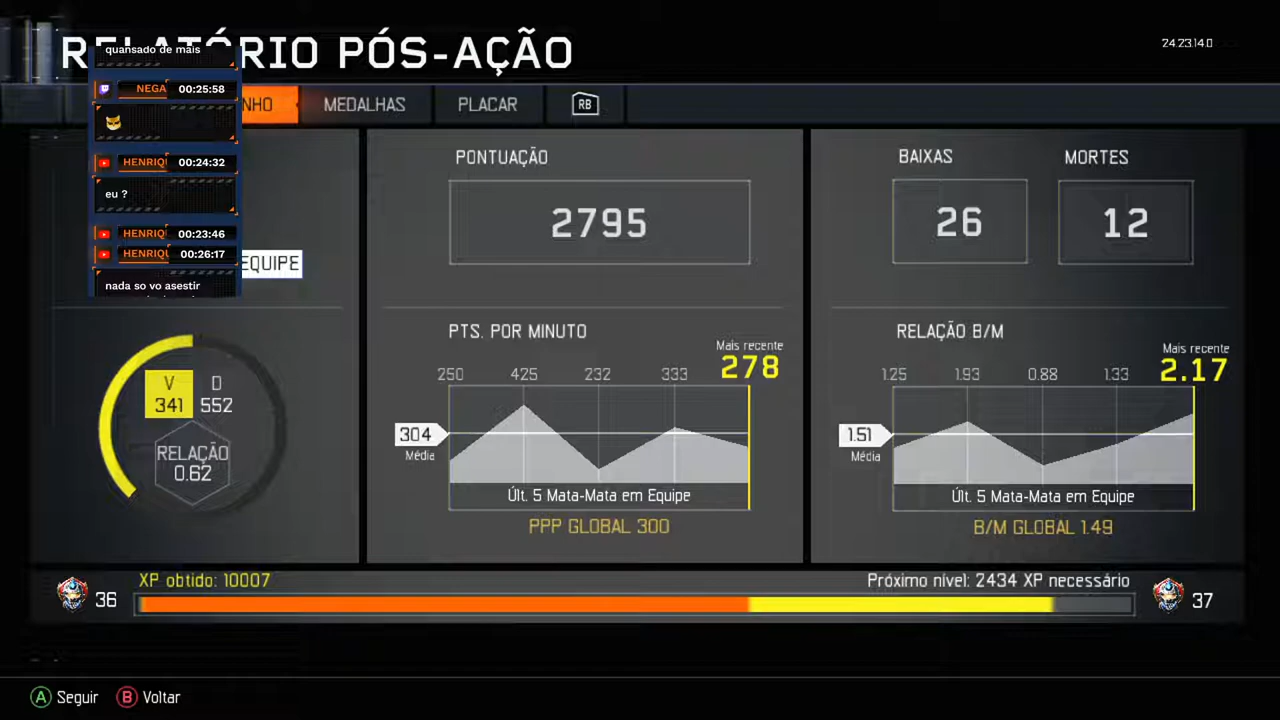 RELATÓRIO PÓS-AÇÃO
24.23.14.0
quansado de mais
NEGA 00:25:58
HENRIQ 00:24:32
eu ?
HENRIQ 00:23:46
HENRIQU 00:26:17
nada so vo asestir
NHO
MEDALHAS
PLACAR
RB
EQUIPE
V
341
D
552
RELAÇÃO
0.62
PONTUAÇÃO
2795
PTS. POR MINUTO
Mais recente
278
250 425 232 333
304
Média
Últ. 5 Mata-Mata em Equipe
PPP GLOBAL 300
BAIXAS
26
MORTES
12
RELAÇÃO B/M
Mais recente
2.17
1.25 1.93 0.88 1.33
1.51
Média
Últ. 5 Mata-Mata em Equipe
B/M GLOBAL 1.49
XP obtido: 10007
Próximo nível: 2434 XP necessário
36
37
A Seguir
B Voltar